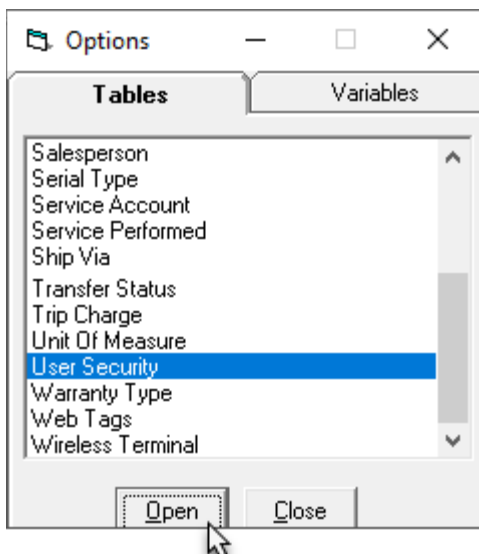 Options
Tables
Variables
Salesperson
Serial Type
Service Account
Service Performed
Ship Via
Transfer Status
Trip Charge
Unit Of Measure
User Security
Warranty Type
Web Tags
Wireless Terminal
Open
Close